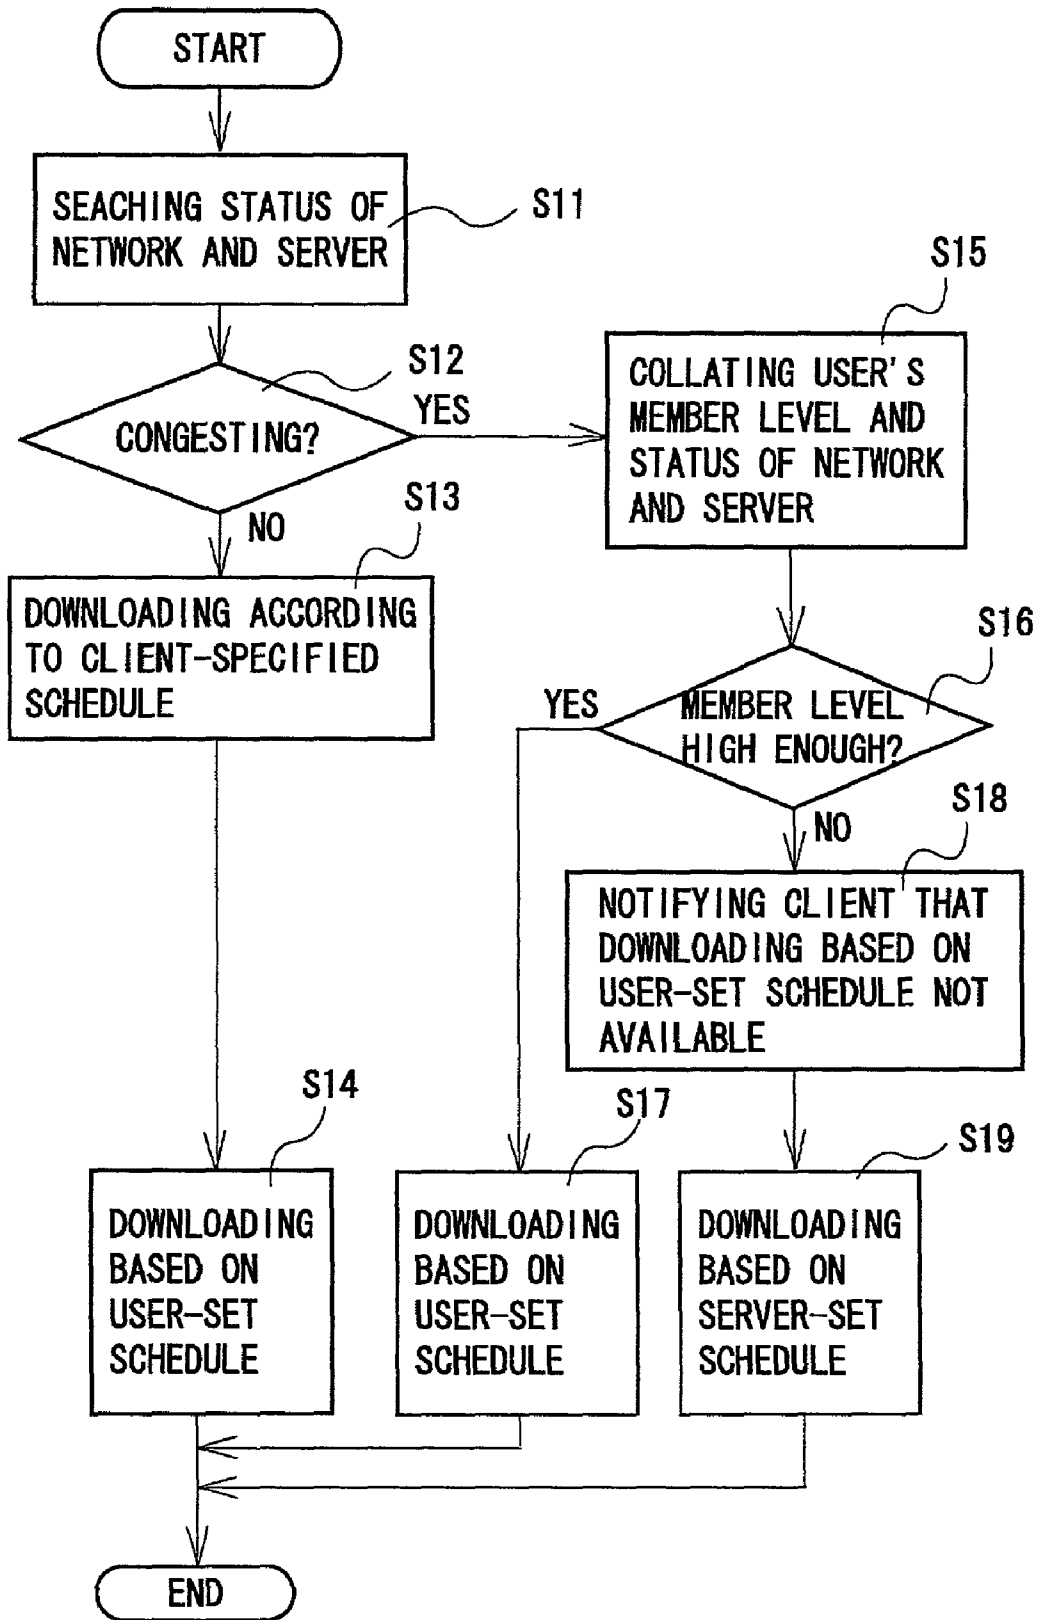 START
SEACHING STATUS OF
NETWORK AND SERVER
S11
S12
CONGESTING?
YES
NO
S13
DOWNLOADING ACCORDING
TO CLIENT-SPECIFIED
SCHEDULE
S15
COLLATING USER'S
MEMBER LEVEL AND
STATUS OF NETWORK
AND SERVER
S16
MEMBER LEVEL
HIGH ENOUGH?
YES
NO
S18
NOTIFYING CLIENT THAT
DOWNLOADING BASED ON
USER-SET SCHEDULE NOT
AVAILABLE
S14
DOWNLOADING
BASED ON
USER-SET
SCHEDULE
S17
DOWNLOADING
BASED ON
USER-SET
SCHEDULE
S19
DOWNLOADING
BASED ON
SERVER-SET
SCHEDULE
END